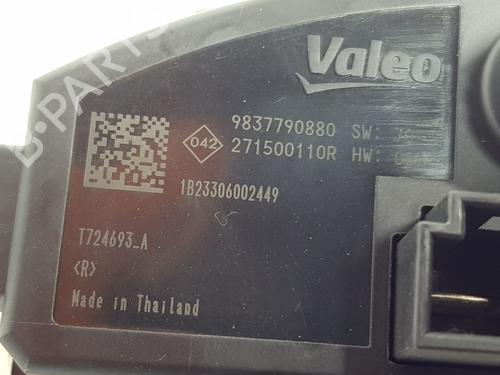 B-PARTS
Valeo
9837790880 SW:
042 271500110R HW:
1B23306002449
T724693_A
<R>
Made in Thailand